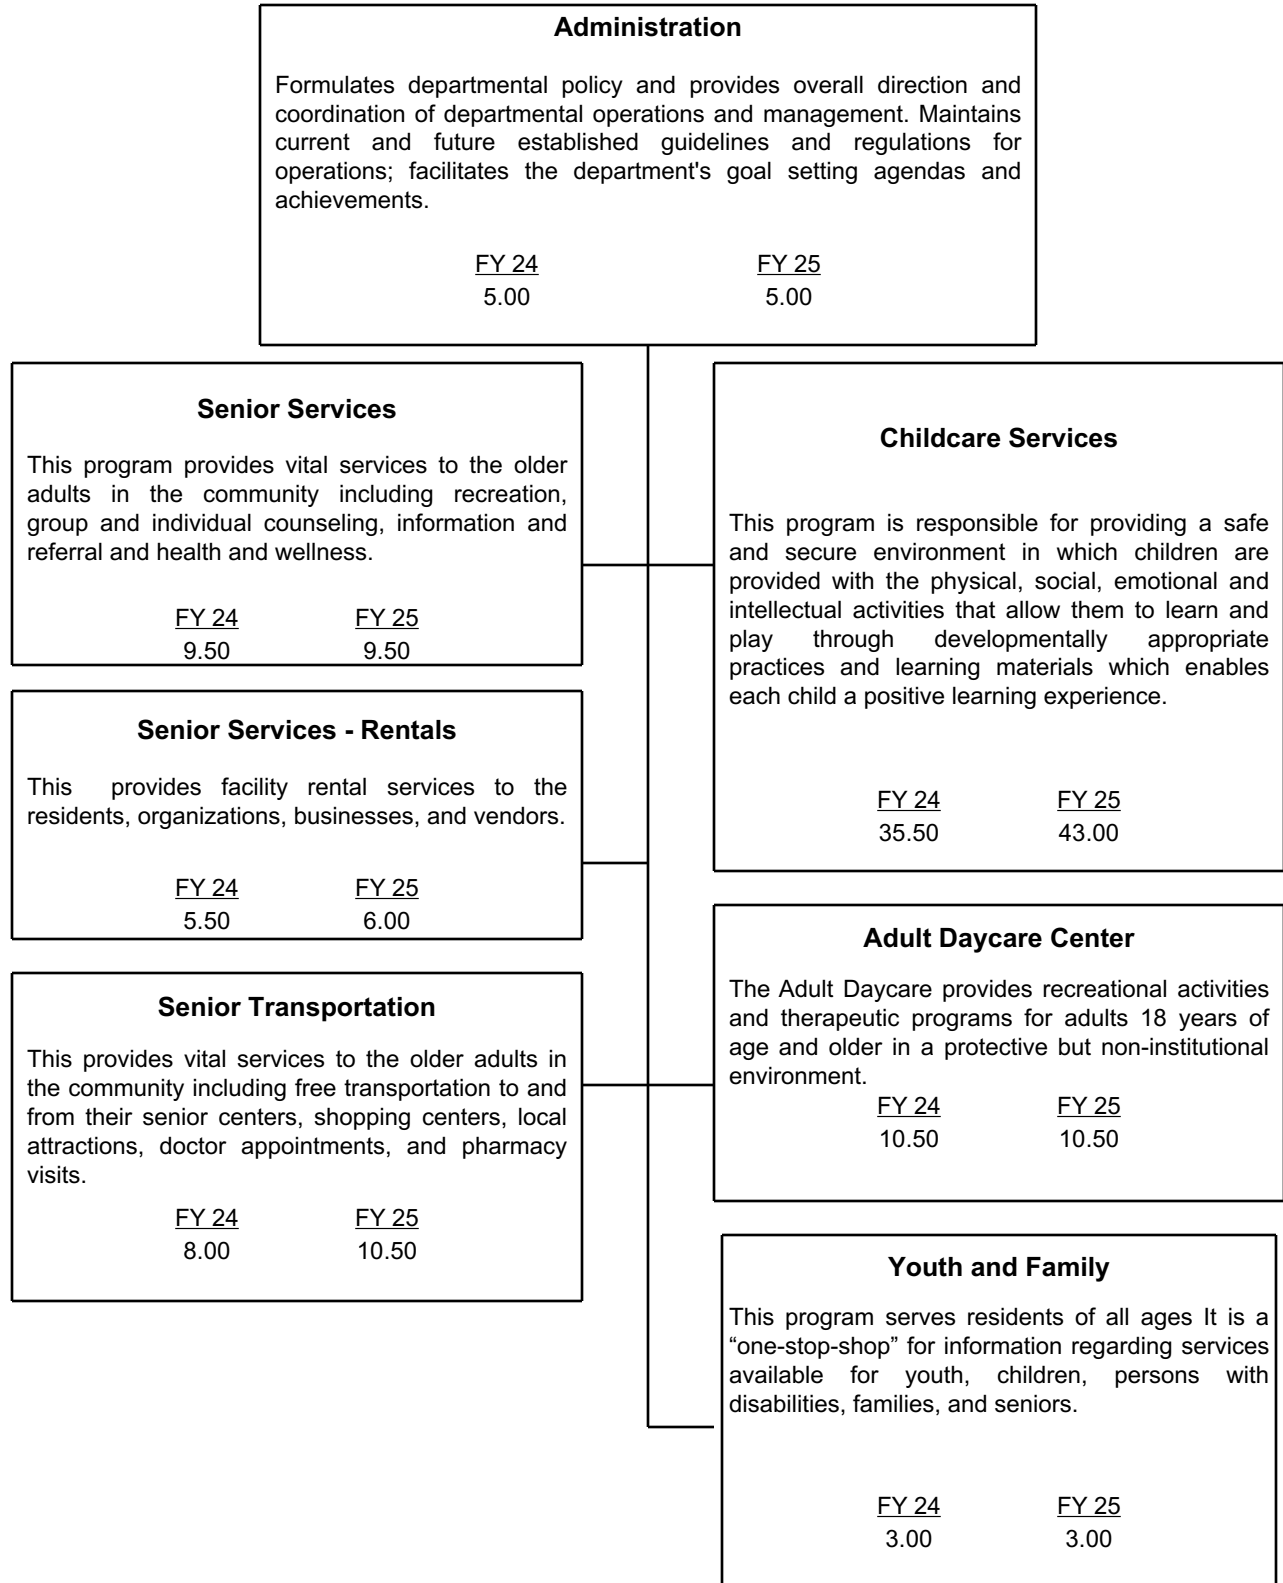 Administration
Formulates departmental policy and provides overall direction and
coordination of departmental operations and management. Maintains
current and future established guidelines and regulations for
operations; facilitates the department's goal setting agendas and
achievements.
FY 24 FY 25
5.00 5.00
Senior Services
This program provides vital services to the older
adults in the community including recreation,
group and individual counseling, information and
referral and health and wellness.
FY 24 FY 25
9.50 9.50
Senior Services - Rentals
This provides facility rental services to the
residents, organizations, businesses, and vendors.
FY 24 FY 25
5.50 6.00
Senior Transportation
This provides vital services to the older adults in
the community including free transportation to and
from their senior centers, shopping centers, local
attractions, doctor appointments, and pharmacy
visits.
FY 24 FY 25
8.00 10.50
Childcare Services
This program is responsible for providing a safe
and secure environment in which children are
provided with the physical, social, emotional and
intellectual activities that allow them to learn and
play through developmentally appropriate
practices and learning materials which enables
each child a positive learning experience.
FY 24 FY 25
35.50 43.00
Adult Daycare Center
The Adult Daycare provides recreational activities
and therapeutic programs for adults 18 years of
age and older in a protective but non-institutional
environment.
FY 24 FY 25
10.50 10.50
Youth and Family
This program serves residents of all ages It is a
“one-stop-shop” for information regarding services
available for youth, children, persons with
disabilities, families, and seniors.
FY 24 FY 25
3.00 3.00